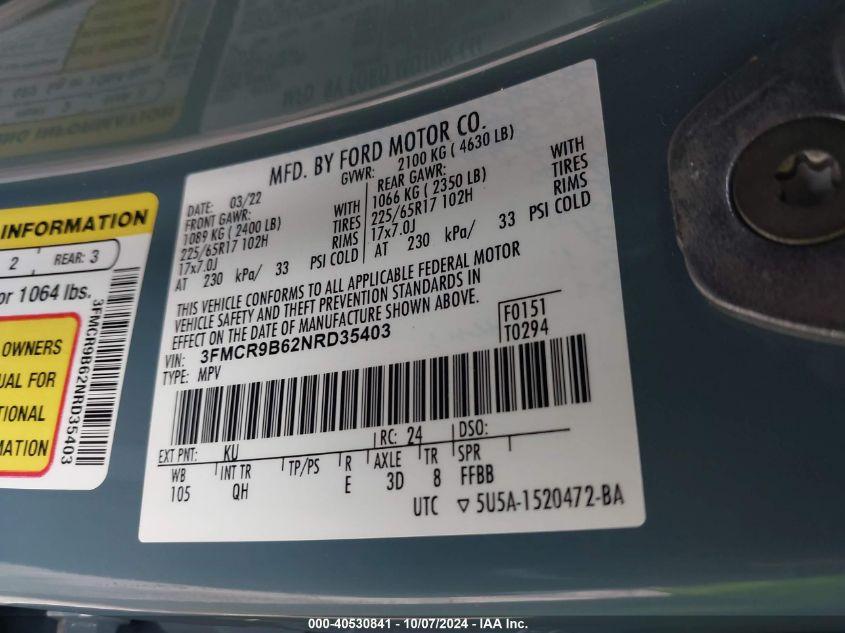 MFD. BY FORD MOTOR CO.
DATE: 03/22
GVWR: 2100 KG ( 4630 LB)
FRONT GAWR:
1089 KG ( 2400 LB) WITH
225/65R17 102H TIRES
17x7.0J RIMS
AT 230 kPa/ 33 PSI COLD
REAR GAWR: WITH
1066 KG ( 2350 LB) TIRES
225/65R17 102H RIMS
17x7.0J
AT 230 kPa/ 33 PSI COLD
THIS VEHICLE CONFORMS TO ALL APPLICABLE FEDERAL MOTOR
VEHICLE SAFETY AND THEFT PREVENTION STANDARDS IN
EFFECT ON THE DATE OF MANUFACTURE SHOWN ABOVE.
VIN: 3FMCR9B62NRD35403
TYPE: MPV
F0151
T0294
EXT PNT: KU RC: 24 DSO:
WB INT TR TP/PS R AXLE TR SPR
105 QH E 3D 8 FFBB
UTC ▽ 5U5A-1520472-BA
INFORMATION
2 REAR: 3
or 1064 lbs.
OWNERS
UAL FOR
TIONAL
MATION
3FMCR9B62NRD35403
000-40530841 - 10/07/2024 - IAA Inc.